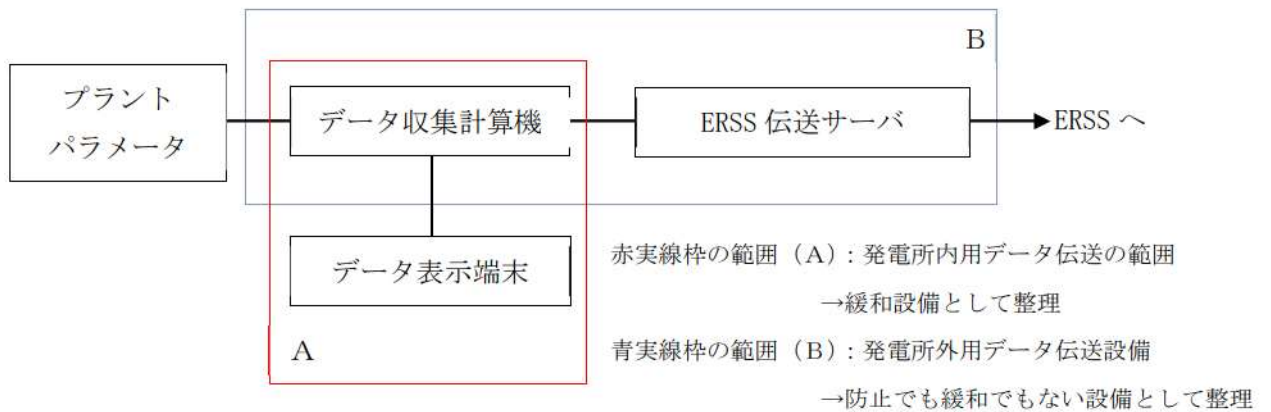 B
プラント
パラメータ
データ収集計算機
ERSS 伝送サーバ
ERSS へ
データ表示端末
A
赤実線枠の範囲（A）：発電所内用データ伝送の範囲
→緩和設備として整理
青実線枠の範囲（B）：発電所外用データ伝送設備
→防止でも緩和でもない設備として整理